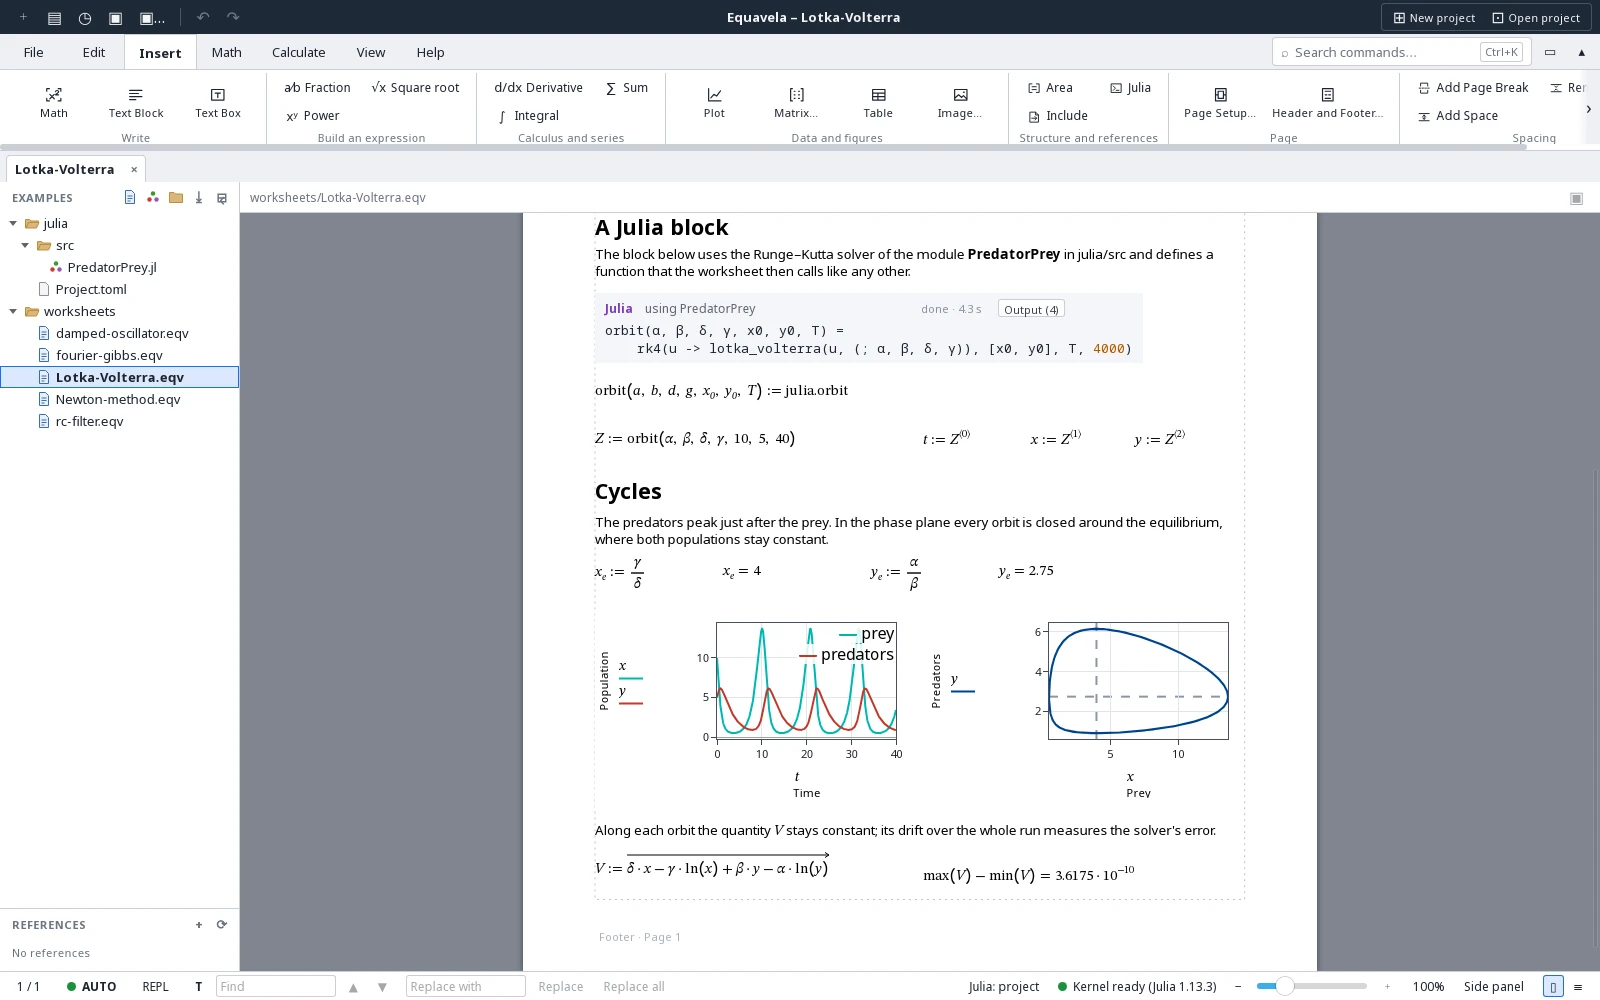 Equavela – Lotka-Volterra
New project
Open project
File Edit Insert Math Calculate View Help
Search commands... Ctrl+K
Math Text Block Text Box
Write
a/b Fraction √x Square root
xʸ Power
Build an expression
d/dx Derivative ∑ Sum
∫ Integral
Calculus and series
Plot Matrix... Table Image...
Data and figures
Area Julia
Include
Structure and references
Page Setup... Header and Footer...
Page
Add Page Break Rer
Add Space
Spacing
Lotka-Volterra ×
EXAMPLES
julia
src
PredatorPrey.jl
Project.toml
worksheets
damped-oscillator.eqv
fourier-gibbs.eqv
Lotka-Volterra.eqv
Newton-method.eqv
rc-filter.eqv
REFERENCES +
No references
worksheets/Lotka-Volterra.eqv
A Julia block
The block below uses the Runge–Kutta solver of the module PredatorPrey in julia/src and defines a
function that the worksheet then calls like any other.
Julia using PredatorPrey done · 4.3 s Output (4)
orbit(α, β, δ, γ, x0, y0, T) =
rk4(u -> lotka_volterra(u, (; α, β, δ, γ)), [x0, y0], T, 4000)
orbit(a, b, d, g, x₀, y₀, T) := julia.orbit
Z := orbit(α, β, δ, γ, 10, 5, 40) t := Z⟨0⟩ x := Z⟨1⟩ y := Z⟨2⟩
Cycles
The predators peak just after the prey. In the phase plane every orbit is closed around the equilibrium,
where both populations stay constant.
xₑ := γ/δ xₑ = 4 yₑ := α/β yₑ = 2.75
Population
x
y
prey
predators
10
5
0
0 10 20 30 40
t
Time
Predators
y
6
4
2
5 10
x
Prey
Along each orbit the quantity V stays constant; its drift over the whole run measures the solver's error.
V := δ · x − γ · ln(x) + β · y − α · ln(y) max(V) − min(V) = 3.6175 · 10⁻¹⁰
Footer · Page 1
1 / 1 AUTO REPL T Find Replace with Replace Replace all Julia: project Kernel ready (Julia 1.13.3) − + 100% Side panel